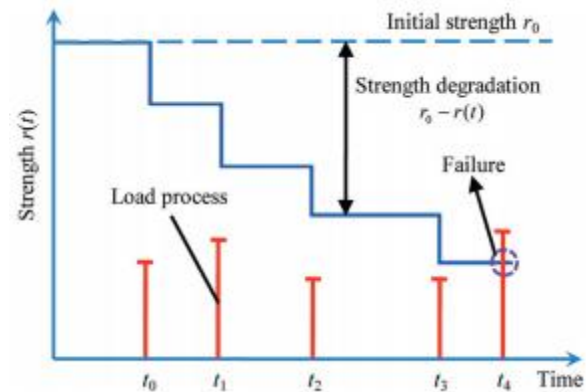 Initial strength r₀
Strength degradation
r₀ − r(t)
Failure
Load process
Strength r(t)
t₀ t₁ t₂ t₃ t₄ Time